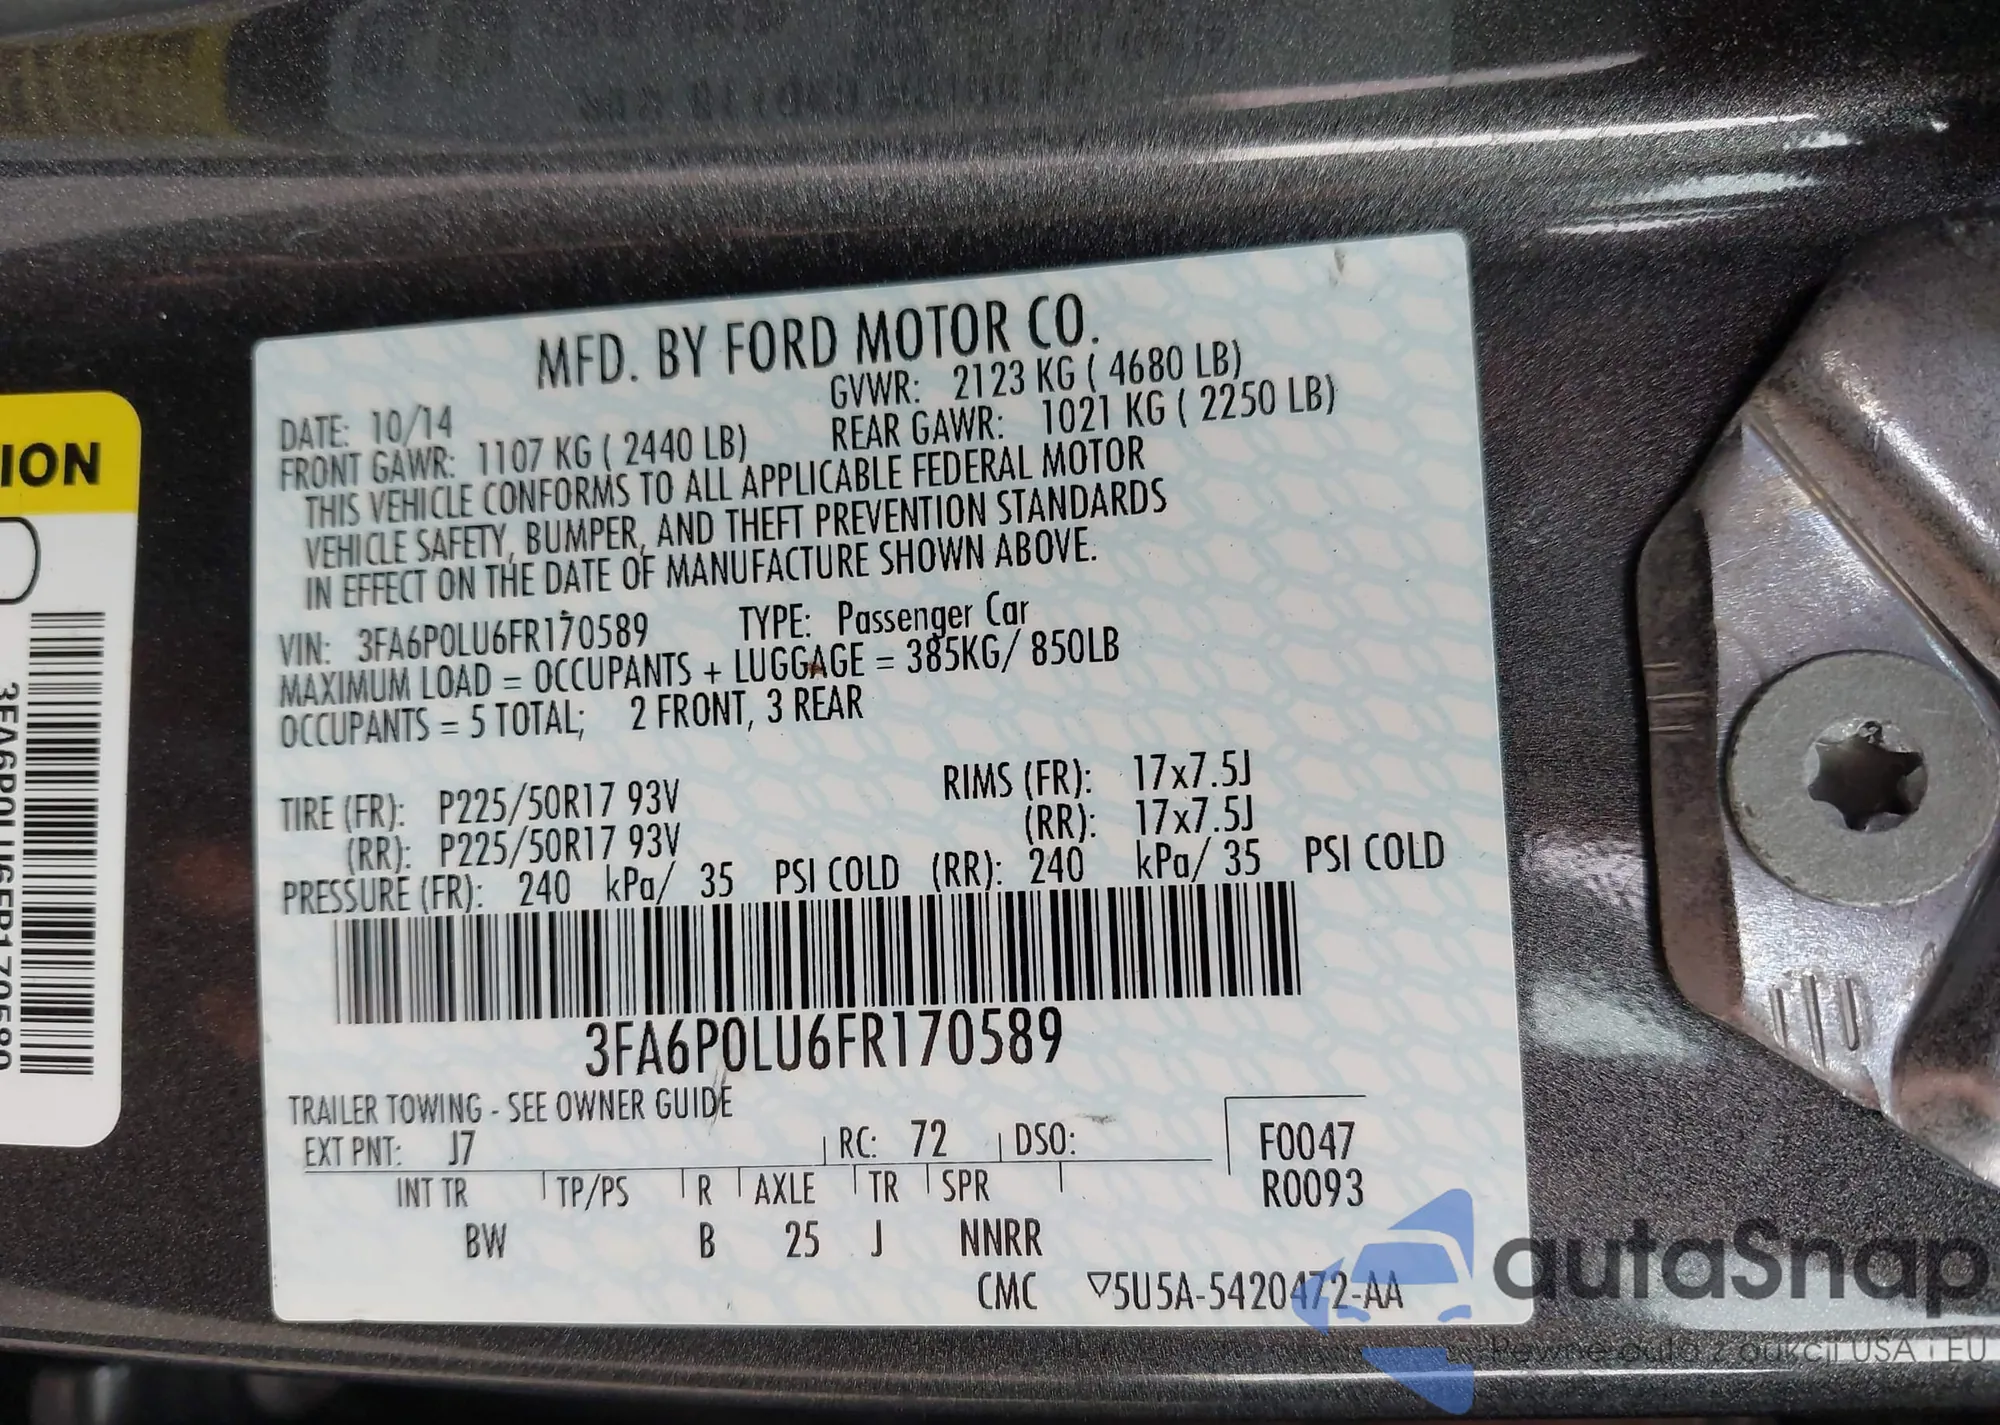 ION
3FA6P0LU6FR170589
MFD. BY FORD MOTOR CO.
DATE: 10/14 GVWR: 2123 KG ( 4680 LB)
FRONT GAWR: 1107 KG ( 2440 LB) REAR GAWR: 1021 KG ( 2250 LB)
THIS VEHICLE CONFORMS TO ALL APPLICABLE FEDERAL MOTOR
VEHICLE SAFETY, BUMPER, AND THEFT PREVENTION STANDARDS
IN EFFECT ON THE DATE OF MANUFACTURE SHOWN ABOVE.
VIN: 3FA6P0LU6FR170589 TYPE: Passenger Car
MAXIMUM LOAD = OCCUPANTS + LUGGAGE = 385KG/ 850LB
OCCUPANTS = 5 TOTAL; 2 FRONT, 3 REAR
TIRE (FR): P225/50R17 93V RIMS (FR): 17x7.5J
(RR): P225/50R17 93V (RR): 17x7.5J
PRESSURE (FR): 240 kPa/ 35 PSI COLD (RR): 240 kPa/ 35 PSI COLD
3FA6P0LU6FR170589
TRAILER TOWING - SEE OWNER GUIDE
EXT PNT: J7 RC: 72 DSO: F0047
R0093
INT TR TP/PS R AXLE TR SPR
BW B 25 J NNRR
CMC ▽5U5A-5420472-AA
autaSnap
Pewne auta z aukcji USA i EU